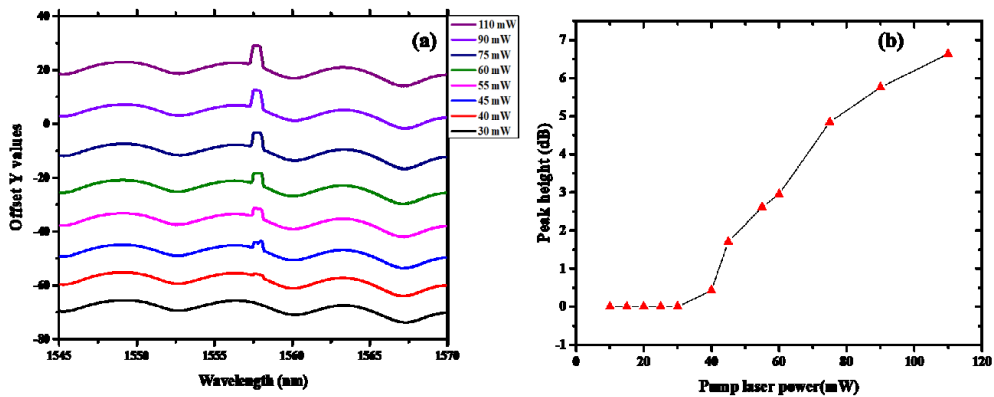 (a)
110 mW
90 mW
75 mW
60 mW
55 mW
45 mW
40 mW
30 mW
40
20
0
-20
-40
-60
-80
Offset Y values
1545
1550
1555
1560
1565
1570
Wavelength (nm)
(b)
7
6
5
4
3
2
1
0
-1
Peak height (dB)
0
20
40
60
80
100
120
Pump laser power(mW)